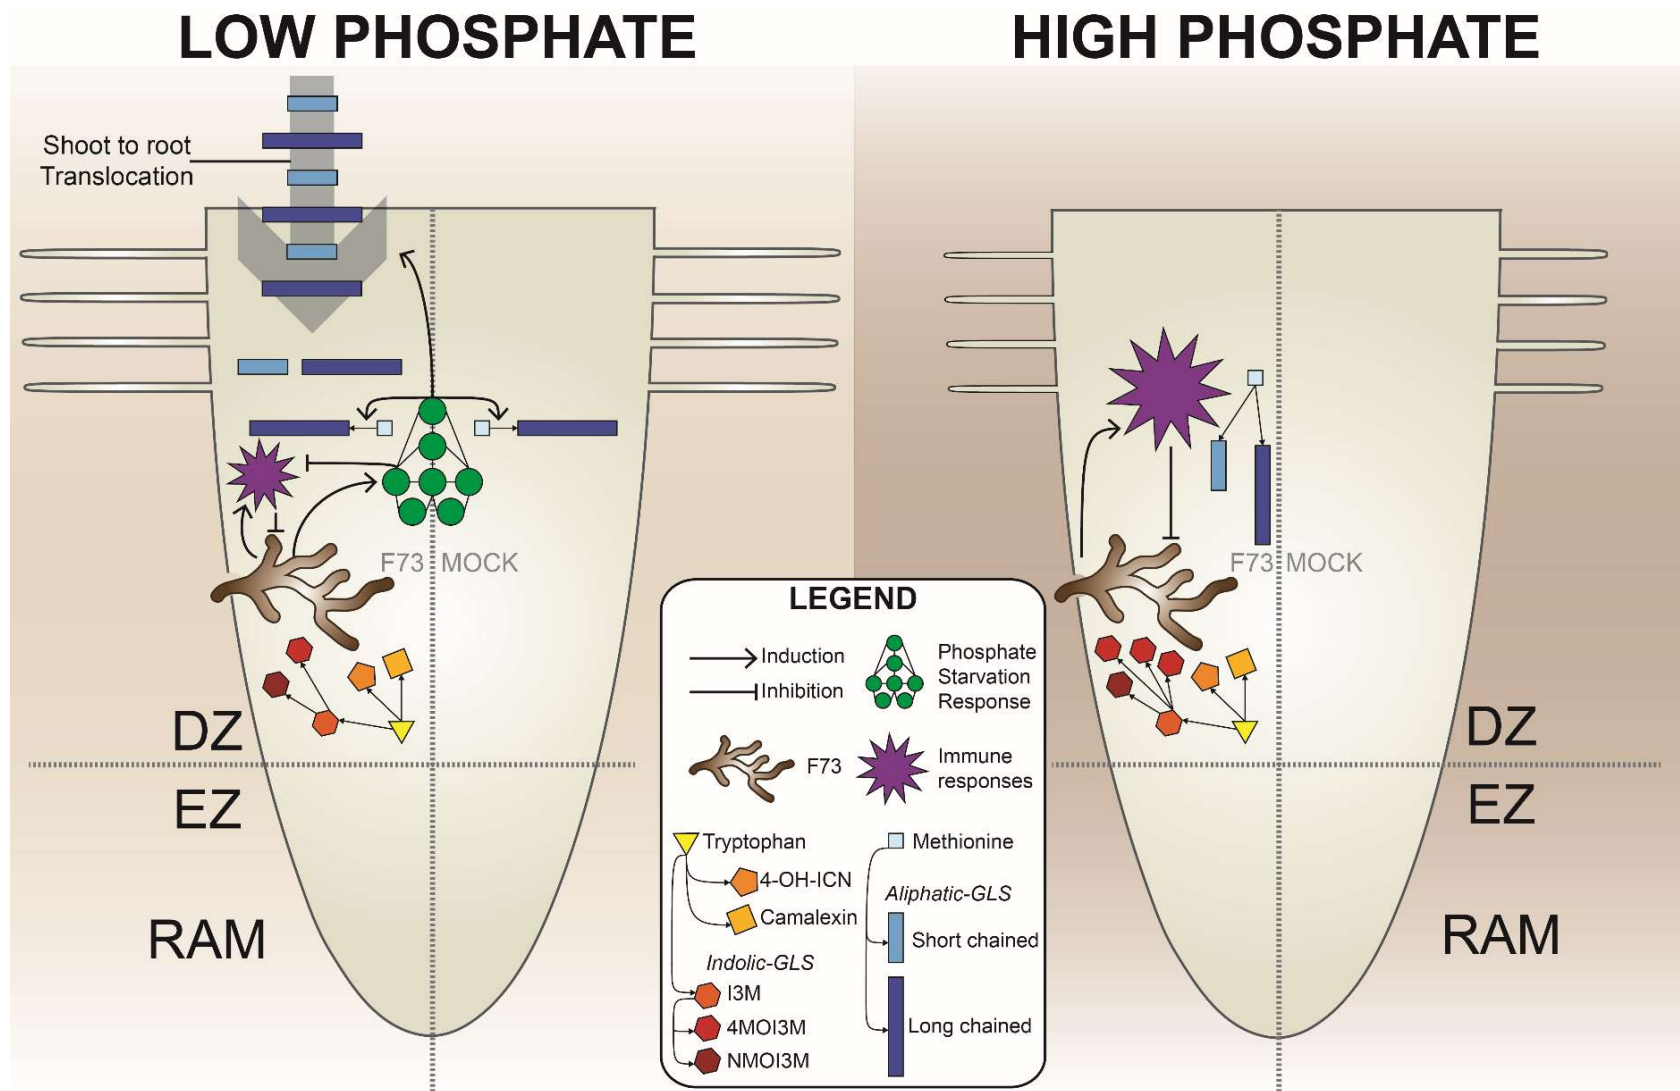 LOW PHOSPHATE
HIGH PHOSPHATE
Shoot to root
Translocation
F73 MOCK
F73 MOCK
DZ
EZ
RAM
DZ
EZ
RAM
LEGEND
Induction
Inhibition
Phosphate
Starvation
Response
F73
Immune
responses
Tryptophan
4-OH-ICN
Camalexin
Indolic-GLS
I3M
4MOI3M
NMOI3M
Methionine
Aliphatic-GLS
Short chained
Long chained